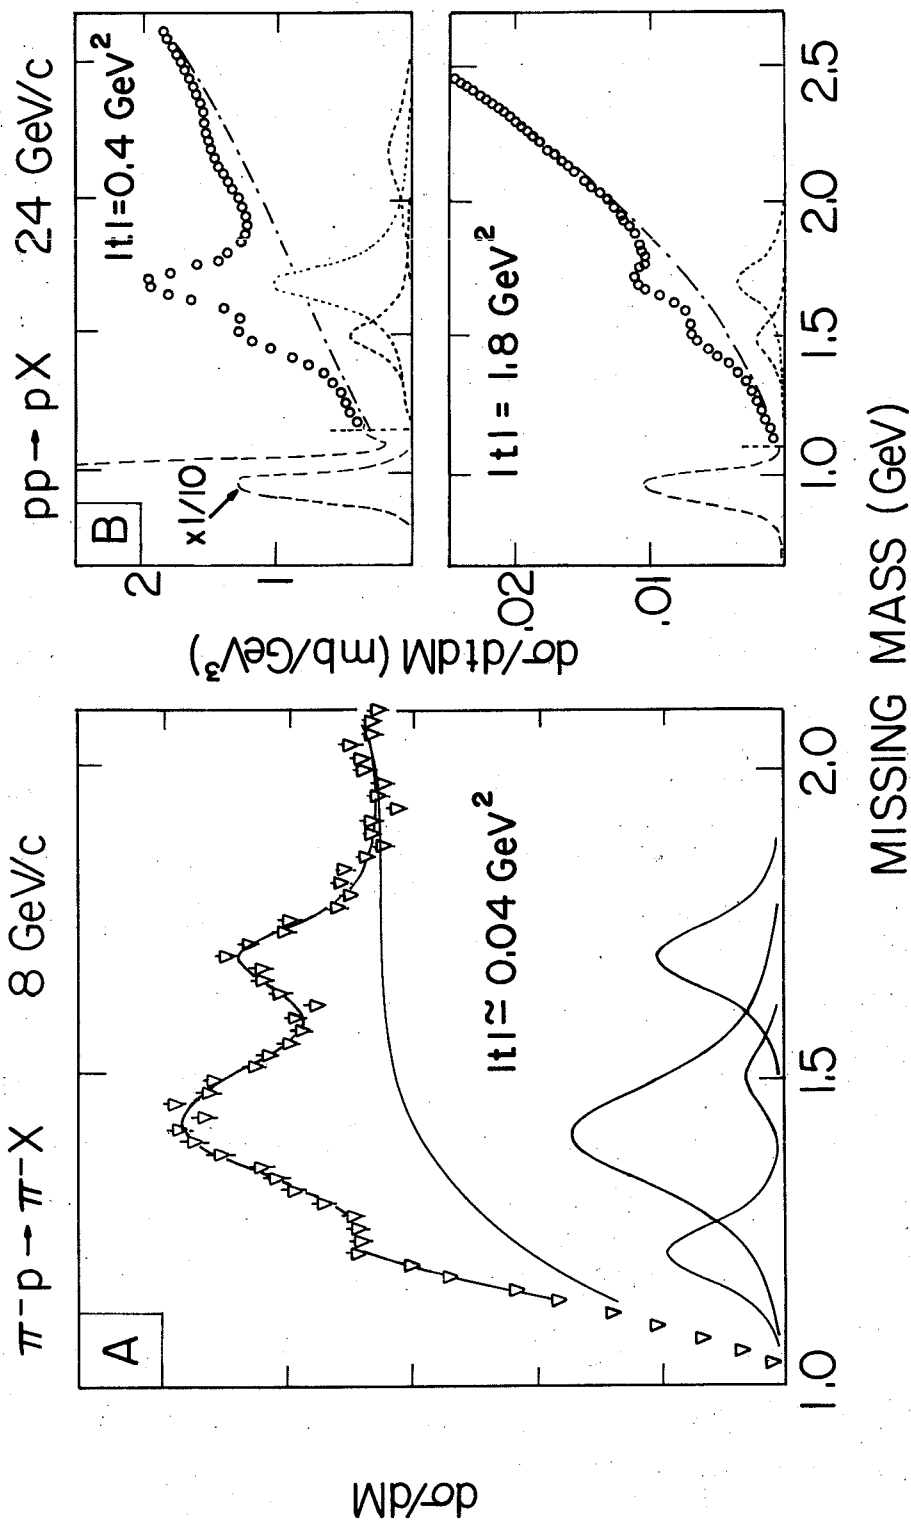 π⁻p → π⁻X 8 GeV/c
A
dσ/dM
|t| ≃ 0.04 GeV²
1.0 1.5 2.0
pp → pX 24 GeV/c
B
|t| = 0.4 GeV²
x1/10
2
1
dσ/dtdM (mb/GeV³)
|t| = 1.8 GeV²
.02
.01
1.0 1.5 2.0 2.5
MISSING MASS (GeV)